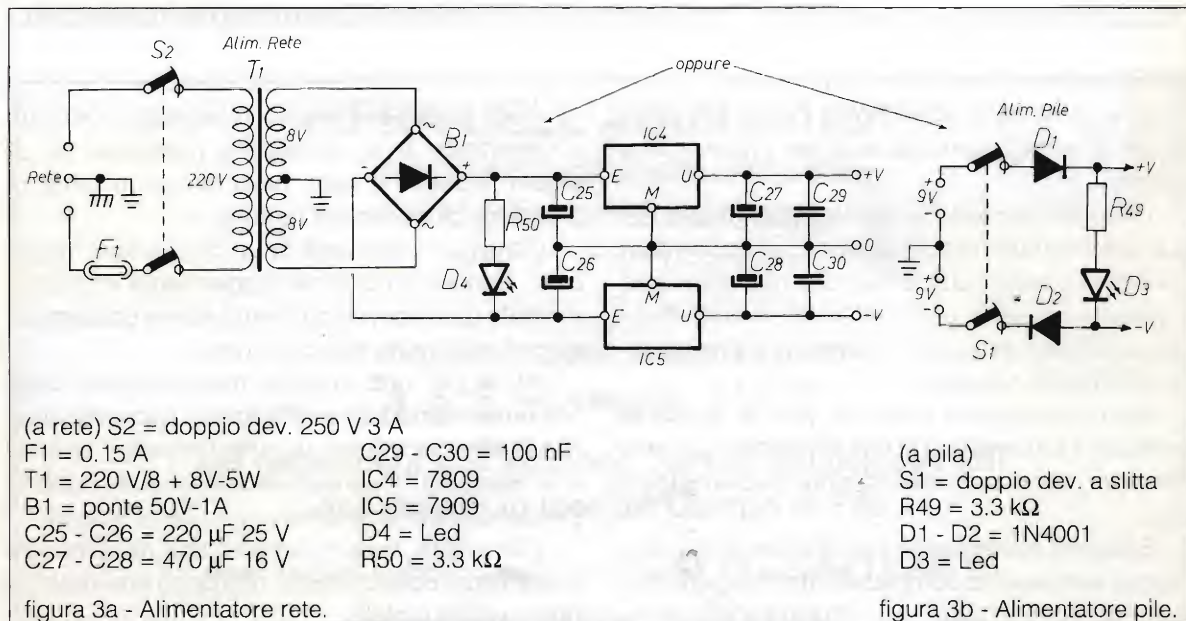 S2
Alim. Rete
T1
8V
220 V
8V
Rete
F1
B1
~
+
~
R50
D4
C25
C26
IC4
E
U
M
M
E
U
IC5
C27
C28
C29
C30
+V
0
-V
oppure
Alim. Pile
D1
+
9V
-
+
9V
-
S1
D2
R49
D3
+V
-V
(a rete) S2 = doppio dev. 250 V 3 A
F1 = 0.15 A
T1 = 220 V/8 + 8V-5W
B1 = ponte 50V-1A
C25 - C26 = 220 µF 25 V
C27 - C28 = 470 µF 16 V
C29 - C30 = 100 nF
IC4 = 7809
IC5 = 7909
D4 = Led
R50 = 3.3 kΩ
(a pila)
S1 = doppio dev. a slitta
R49 = 3.3 kΩ
D1 - D2 = 1N4001
D3 = Led
figura 3a - Alimentatore rete.
figura 3b - Alimentatore pile.